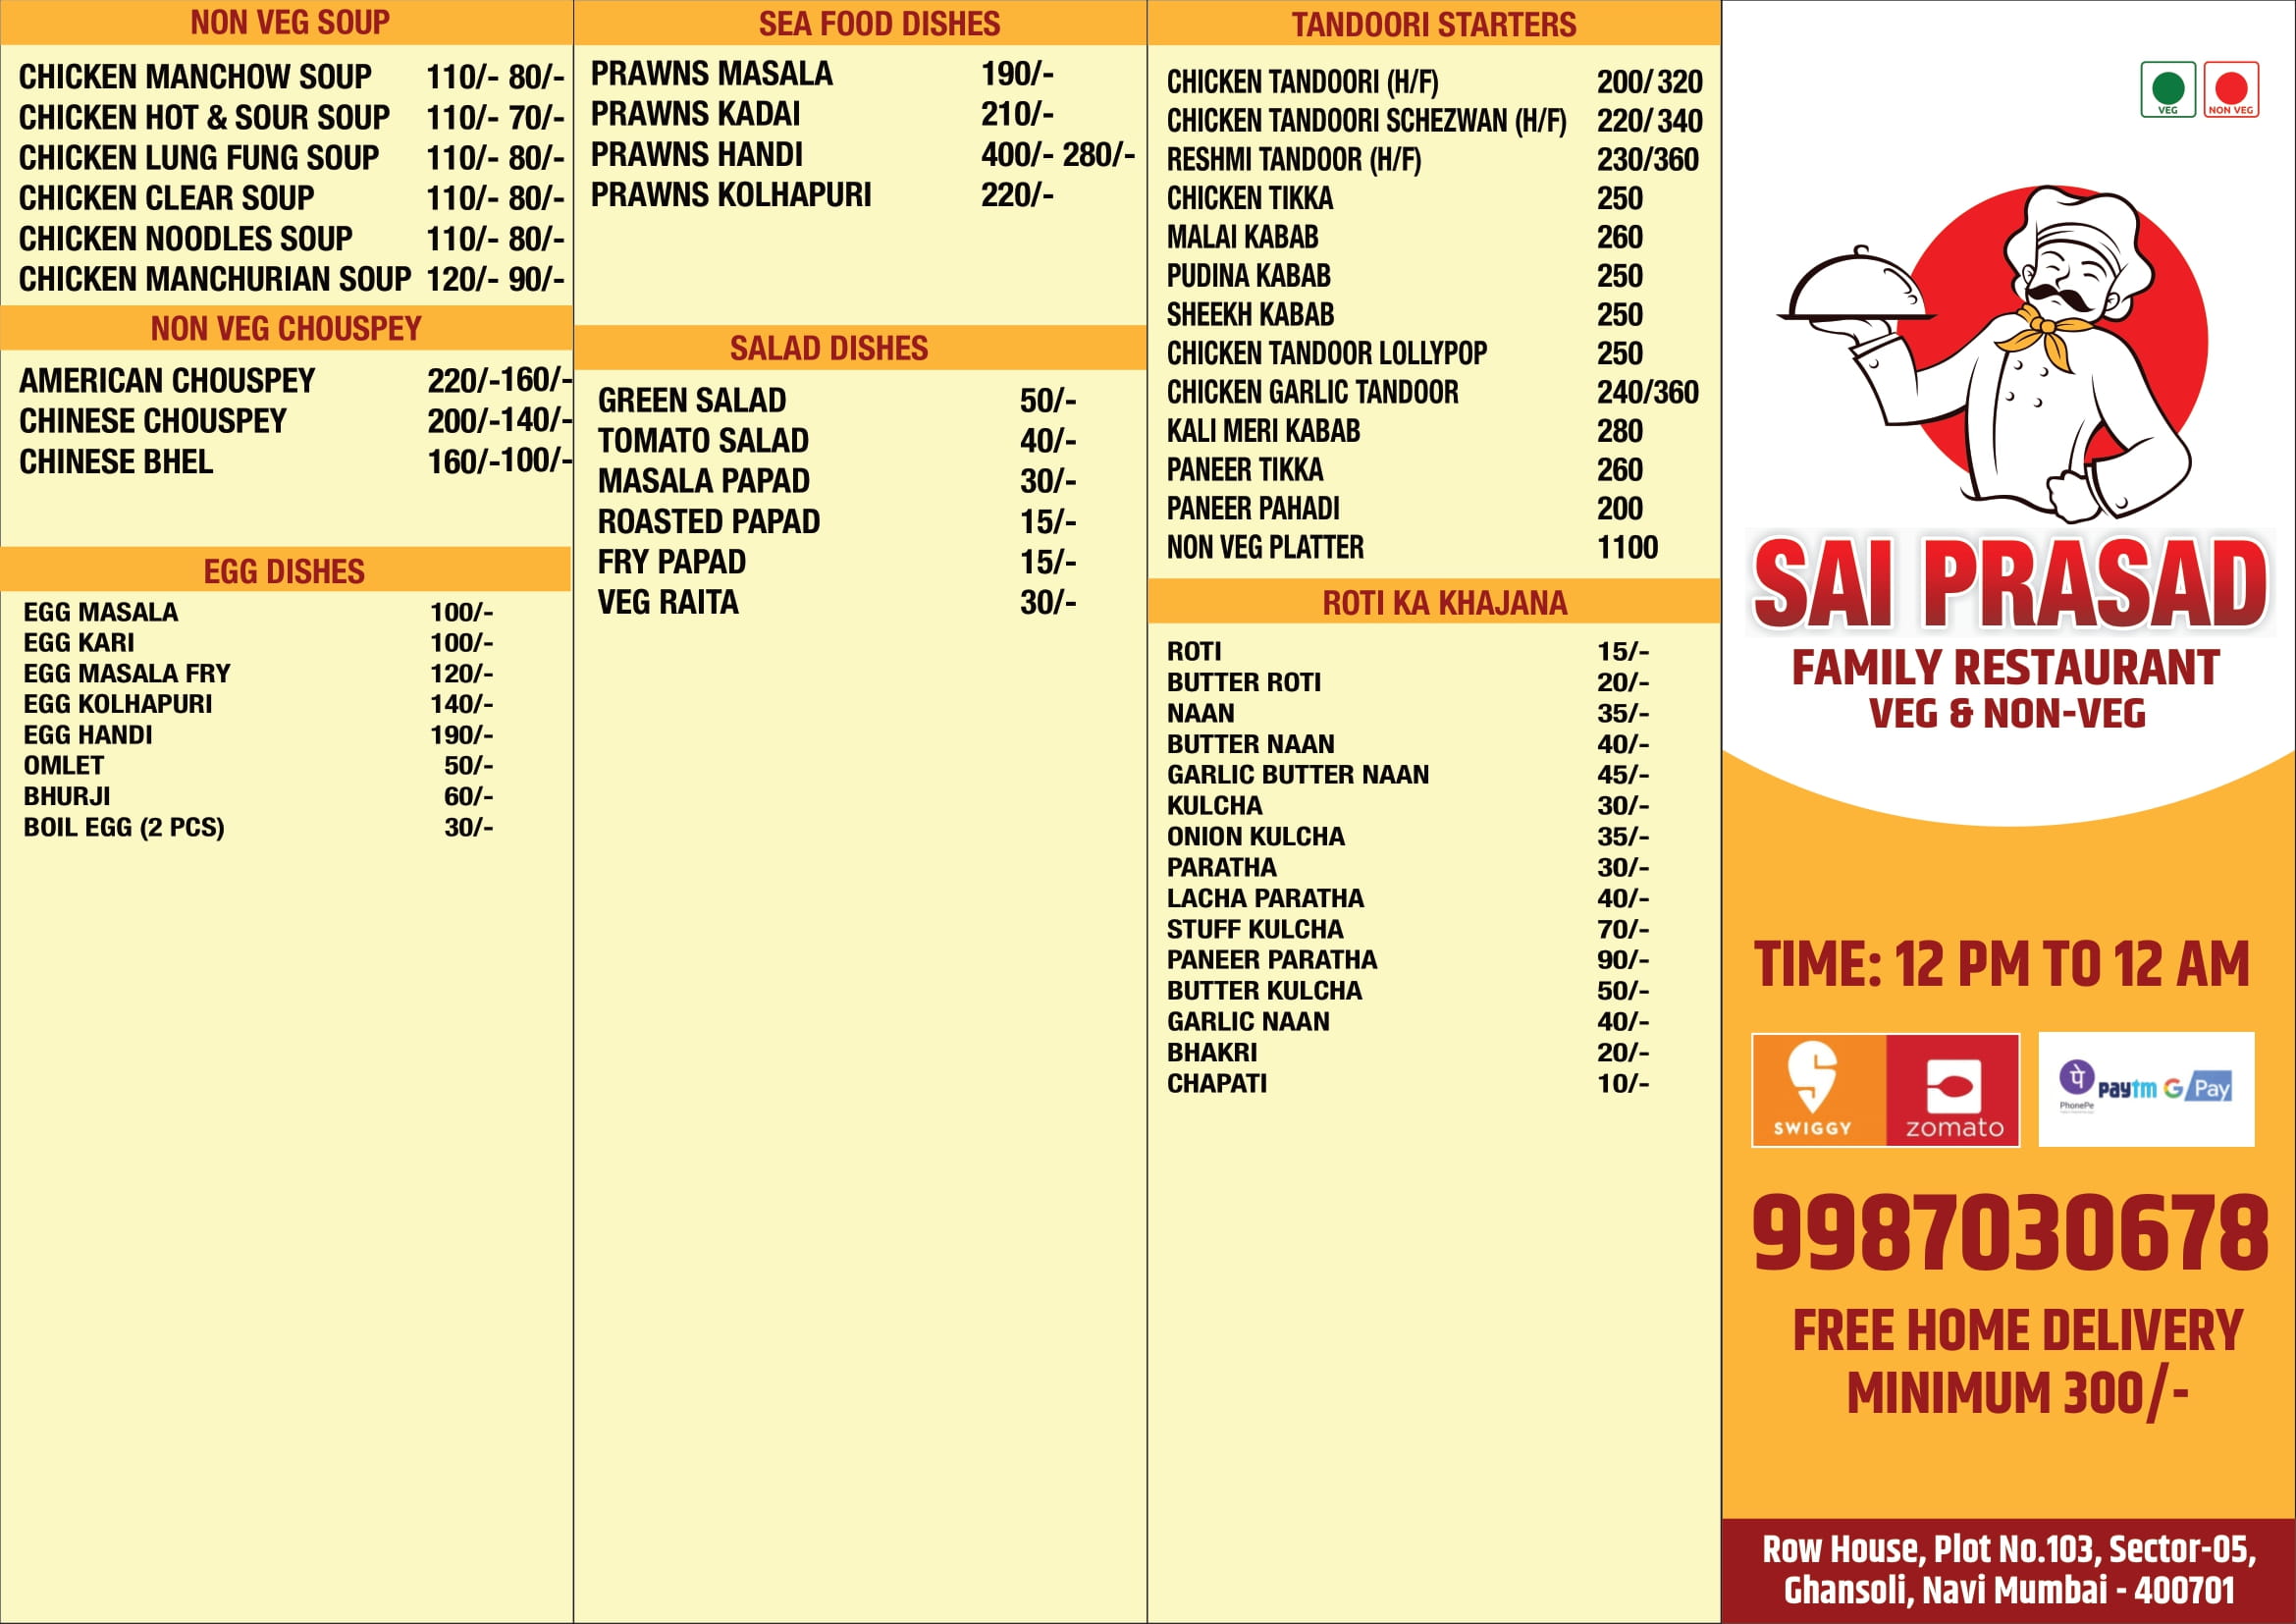 NON VEG SOUP
CHICKEN MANCHOW SOUP 110/- 80/-
CHICKEN HOT & SOUR SOUP 110/- 70/-
CHICKEN LUNG FUNG SOUP 110/- 80/-
CHICKEN CLEAR SOUP 110/- 80/-
CHICKEN NOODLES SOUP 110/- 80/-
CHICKEN MANCHURIAN SOUP 120/- 90/-
NON VEG CHOUSPEY
AMERICAN CHOUSPEY 220/-160/-
CHINESE CHOUSPEY 200/-140/-
CHINESE BHEL 160/-100/-
EGG DISHES
EGG MASALA 100/-
EGG KARI 100/-
EGG MASALA FRY 120/-
EGG KOLHAPURI 140/-
EGG HANDI 190/-
OMLET 50/-
BHURJI 60/-
BOIL EGG (2 PCS) 30/-
SEA FOOD DISHES
PRAWNS MASALA 190/-
PRAWNS KADAI 210/-
PRAWNS HANDI 400/- 280/-
PRAWNS KOLHAPURI 220/-
SALAD DISHES
GREEN SALAD 50/-
TOMATO SALAD 40/-
MASALA PAPAD 30/-
ROASTED PAPAD 15/-
FRY PAPAD 15/-
VEG RAITA 30/-
TANDOORI STARTERS
CHICKEN TANDOORI (H/F) 200/320
CHICKEN TANDOORI SCHEZWAN (H/F) 220/340
RESHMI TANDOOR (H/F) 230/360
CHICKEN TIKKA 250
MALAI KABAB 260
PUDINA KABAB 250
SHEEKH KABAB 250
CHICKEN TANDOOR LOLLYPOP 250
CHICKEN GARLIC TANDOOR 240/360
KALI MERI KABAB 280
PANEER TIKKA 260
PANEER PAHADI 200
NON VEG PLATTER 1100
ROTI KA KHAJANA
ROTI 15/-
BUTTER ROTI 20/-
NAAN 35/-
BUTTER NAAN 40/-
GARLIC BUTTER NAAN 45/-
KULCHA 30/-
ONION KULCHA 35/-
PARATHA 30/-
LACHA PARATHA 40/-
STUFF KULCHA 70/-
PANEER PARATHA 90/-
BUTTER KULCHA 50/-
GARLIC NAAN 40/-
BHAKRI 20/-
CHAPATI 10/-
VEG NON VEG
SAI PRASAD
FAMILY RESTAURANT
VEG & NON-VEG
TIME: 12 PM TO 12 AM
SWIGGY zomato
पे PhonePe paytm G Pay
9987030678
FREE HOME DELIVERY
MINIMUM 300/-
Row House, Plot No.103, Sector-05,
Ghansoli, Navi Mumbai - 400701